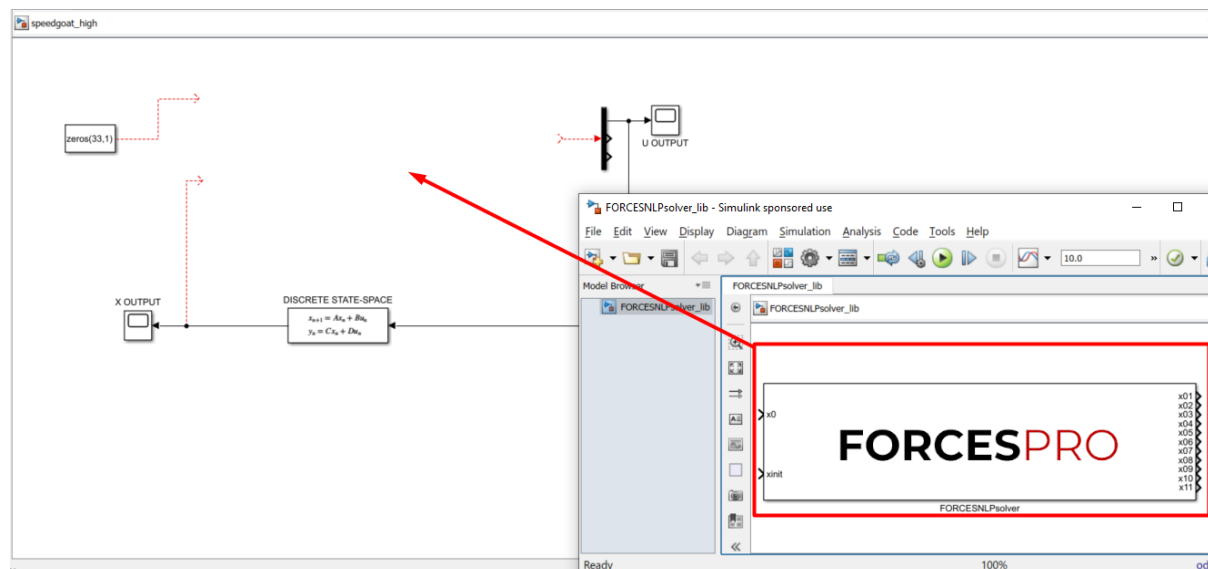 speedgoat_high
zeros(33,1)
U OUTPUT
X OUTPUT
DISCRETE STATE-SPACE
xₙ₊₁ = Axₙ + Buₙ
yₙ = Cxₙ + Duₙ
FORCESNLPsolver_lib - Simulink sponsored use
File Edit View Display Diagram Simulation Analysis Code Tools Help
10.0
»
Model Browser
FORCESNLPsolver_lib
FORCESNLPsolver_lib
FORCESNLPsolver_lib
x0
xinit
FORCESPRO
x01
x02
x03
x04
x05
x06
x07
x08
x09
x10
x11
FORCESNLPsolver
Ready
100%